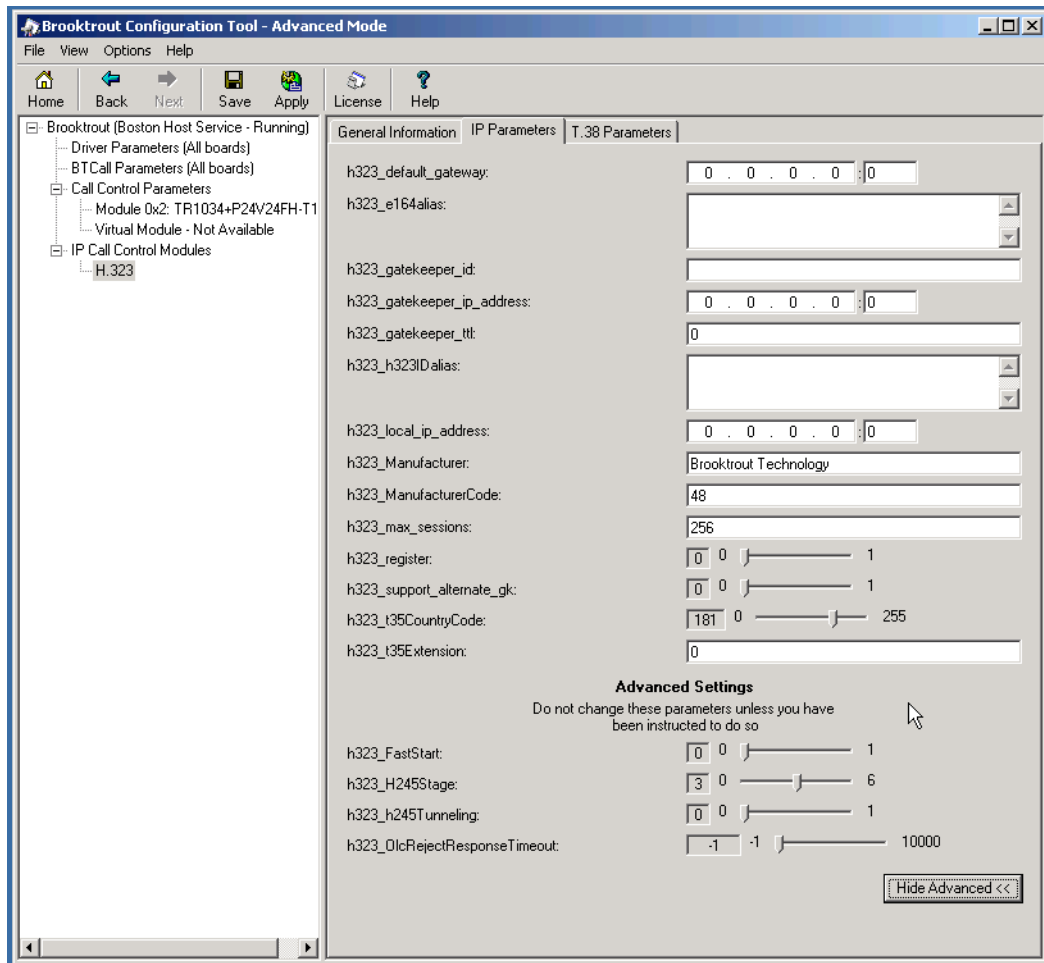 Brooktrout Configuration Tool - Advanced Mode
File View Options Help
Home Back Next Save Apply License Help
Brooktrout (Boston Host Service - Running)
Driver Parameters (All boards)
BTCall Parameters (All boards)
Call Control Parameters
Module 0x2: TR1034+P24V24FH-T1
Virtual Module - Not Available
IP Call Control Modules
H.323
General Information IP Parameters T.38 Parameters
h323_default_gateway: 0 . 0 . 0 . 0 : 0
h323_e164alias:
h323_gatekeeper_id:
h323_gatekeeper_ip_address: 0 . 0 . 0 . 0 : 0
h323_gatekeeper_ttl: 0
h323_h323IDalias:
h323_local_ip_address: 0 . 0 . 0 . 0 : 0
h323_Manufacturer: Brooktrout Technology
h323_ManufacturerCode: 48
h323_max_sessions: 256
h323_register: 0 0 1
h323_support_alternate_gk: 0 0 1
h323_t35CountryCode: 181 0 255
h323_t35Extension: 0
Advanced Settings
Do not change these parameters unless you have
been instructed to do so
h323_FastStart: 0 0 1
h323_H245Stage: 3 0 6
h323_h245Tunneling: 0 0 1
h323_OlcRejectResponseTimeout: -1 -1 10000
Hide Advanced <<